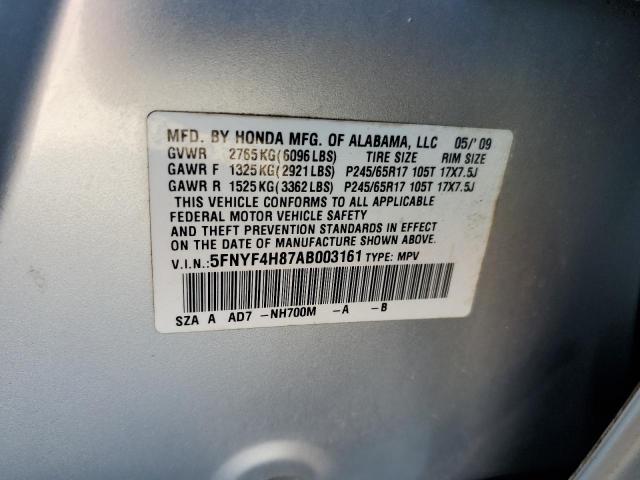 MFD. BY HONDA MFG. OF ALABAMA, LLC 05/'09
GVWR 2765KG(6096LBS) TIRE SIZE RIM SIZE
GAWR F 1325KG(2921LBS) P245/65R17 105T 17X7.5J
GAWR R 1525KG(3362LBS) P245/65R17 105T 17X7.5J
THIS VEHICLE CONFORMS TO ALL APPLICABLE
FEDERAL MOTOR VEHICLE SAFETY
AND THEFT PREVENTION STANDARDS IN EFFECT
ON THE DATE OF MANUFACTURE SHOWN ABOVE.
V.I.N.:5FNYF4H87AB003161 TYPE: MPV
SZA A AD7 -NH700M -A -B